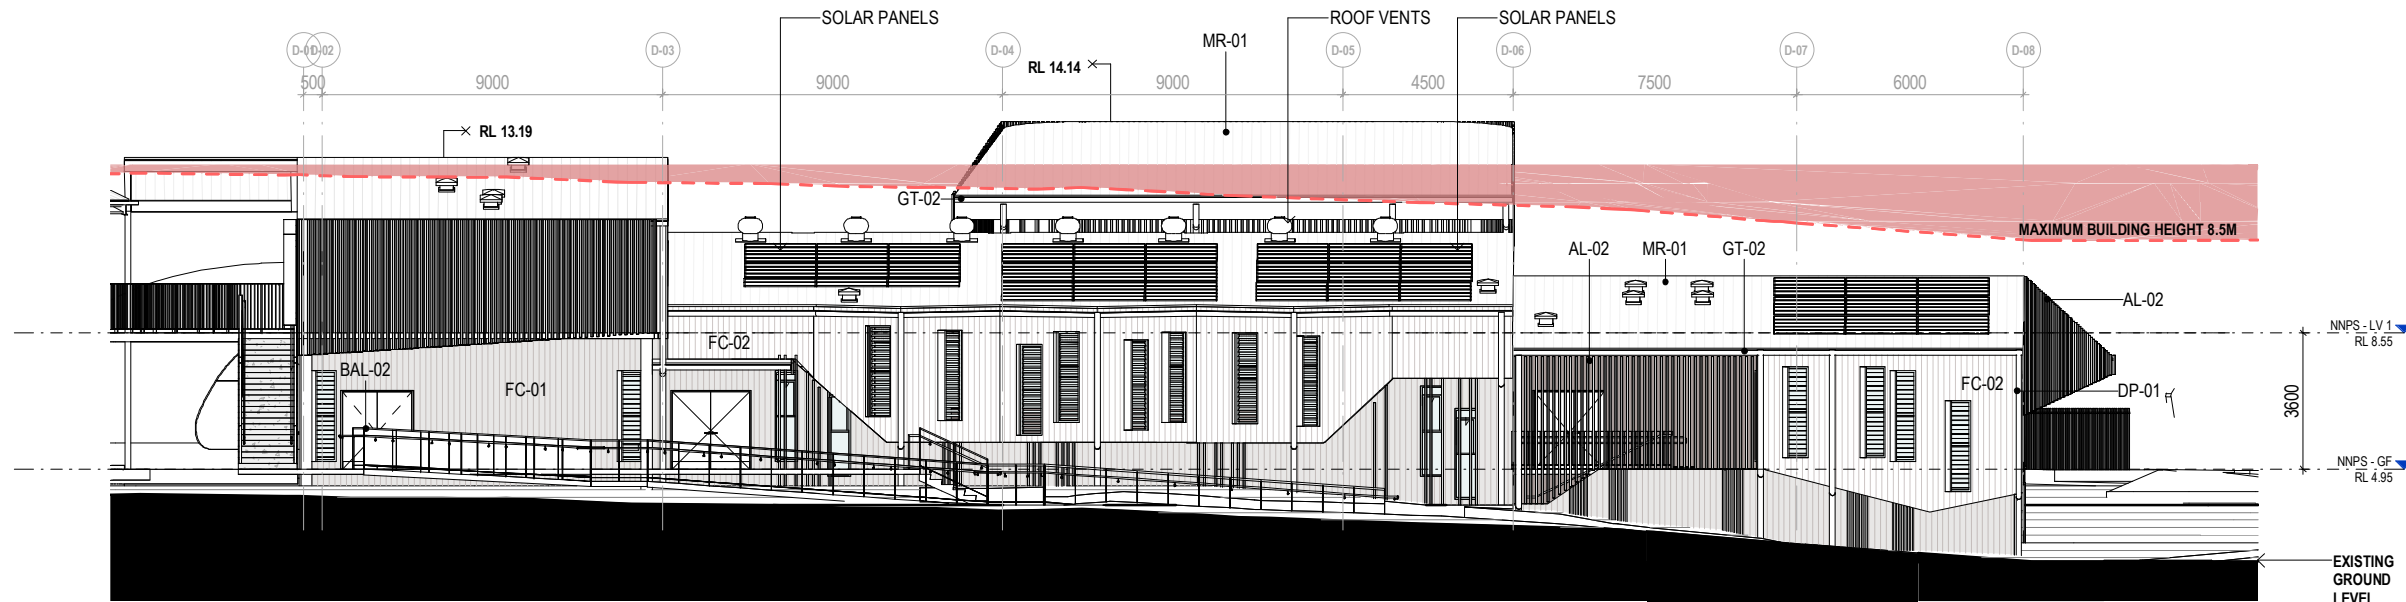 SOLAR PANELS
ROOF VENTS
SOLAR PANELS
D-01
D-02
D-03
D-04
D-05
D-06
D-07
D-08
MR-01
RL 14.14
500
9000
9000
9000
4500
7500
6000
RL 13.19
GT-02
MAXIMUM BUILDING HEIGHT 8.5M
AL-02
MR-01
GT-02
AL-02
NNPS - LV 1
RL 8.55
FC-02
BAL-02
FC-01
FC-02
DP-01
3600
NNPS - GF
RL 4.95
EXISTING
GROUND
LEVEL